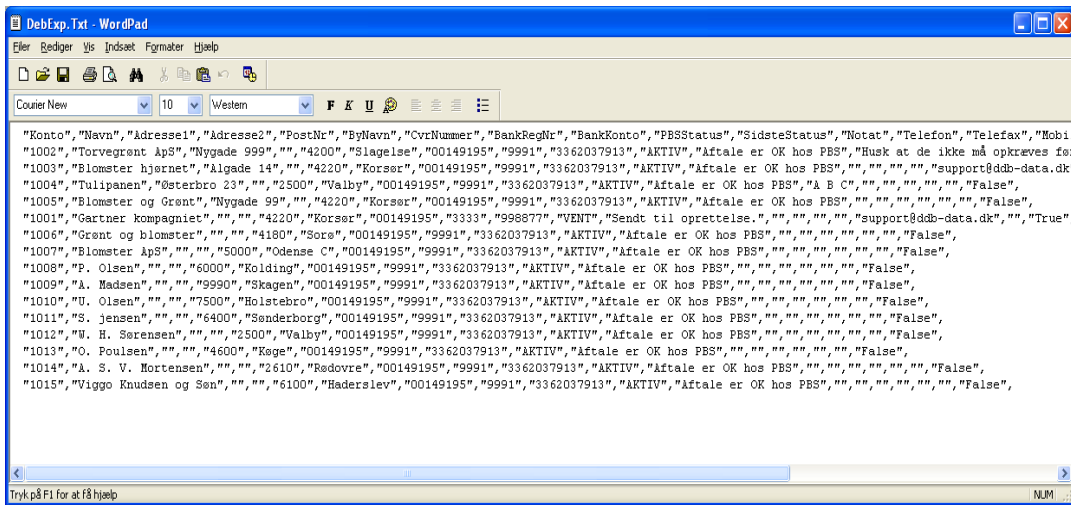 DebExp.Txt - WordPad
Filer Rediger Vis Indsæt Formater Hjælp
Courier New 10 Western F K U
"Konto","Navn","Adresse1","Adresse2","PostNr","ByNavn","CvrNummer","BankRegNr","BankKonto","PBSStatus","SidsteStatus","Notat","Telefon","Telefax","Mobi
"1002","Torvegrønt ApS","Nygade 999","","4200","Slagelse","00149195","9991","3362037913","AKTIV","Aftale er OK hos PBS","Husk at de ikke må opkræves fø
"1003","Blomster hjørnet","Algade 14","","4220","Korsør","00149195","9991","3362037913","AKTIV","Aftale er OK hos PBS","","","","","support@ddb-data.dk
"1004","Tulipanen","Østerbro 23","","2500","Valby","00149195","9991","3362037913","AKTIV","Aftale er OK hos PBS","A B C","","","","","","False",
"1005","Blomster og Grønt","Nygade 99","","4220","Korsør","00149195","9991","3362037913","AKTIV","Aftale er OK hos PBS","","","","","","","False",
"1001","Gartner kompagniet","","","4220","Korsør","00149195","3333","998877","VENT","Sendt til oprettelse.","","","","","support@ddb-data.dk","","True"
"1006","Grønt og blomster","","","4180","Sorø","00149195","9991","3362037913","AKTIV","Aftale er OK hos PBS","","","","","","","False",
"1007","Blomster ApS","","","5000","Odense C","00149195","9991","3362037913","AKTIV","Aftale er OK hos PBS","","","","","","","False",
"1008","P. Olsen","","","6000","Kolding","00149195","9991","3362037913","AKTIV","Aftale er OK hos PBS","","","","","","","False",
"1009","A. Madsen","","","9990","Skagen","00149195","9991","3362037913","AKTIV","Aftale er OK hos PBS","","","","","","","False",
"1010","U. Olsen","","","7500","Holstebro","00149195","9991","3362037913","AKTIV","Aftale er OK hos PBS","","","","","","","False",
"1011","S. jensen","","","6400","Sønderborg","00149195","9991","3362037913","AKTIV","Aftale er OK hos PBS","","","","","","","False",
"1012","W. H. Sørensen","","","2500","Valby","00149195","9991","3362037913","AKTIV","Aftale er OK hos PBS","","","","","","","False",
"1013","O. Poulsen","","","4600","Køge","00149195","9991","3362037913","AKTIV","Aftale er OK hos PBS","","","","","","","False",
"1014","A. S. V. Mortensen","","","2610","Rødovre","00149195","9991","3362037913","AKTIV","Aftale er OK hos PBS","","","","","","","False",
"1015","Viggo Knudsen og Søn","","","6100","Haderslev","00149195","9991","3362037913","AKTIV","Aftale er OK hos PBS","","","","","","","False",
Tryk på F1 for at få hjælp NUM